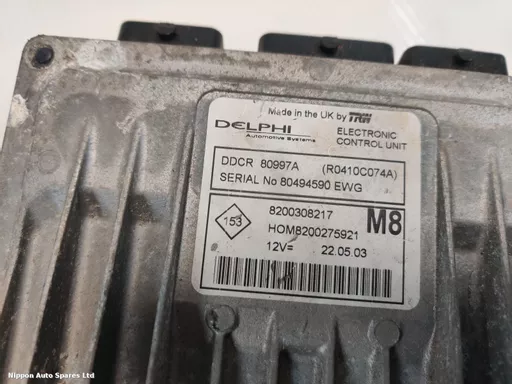 Made in the UK by TRW
DELPHI
Automotive Systems
ELECTRONIC
CONTROL UNIT
DDCR 80997A (R0410C074A)
SERIAL No 80494590 EWG
153
8200308217
HOM8200275921
M8
12V= 22.05.03
Nippon Auto Spares Ltd